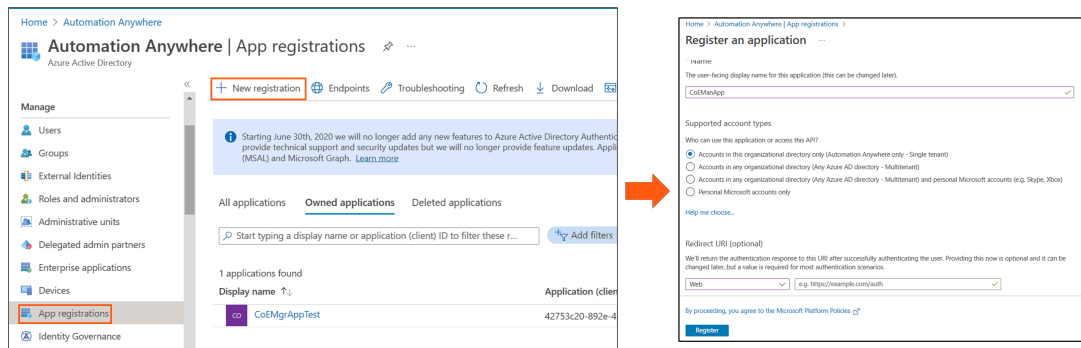 Home > Automation Anywhere
Automation Anywhere | App registrations
Azure Active Directory
Manage
Users
Groups
External Identities
Roles and administrators
Administrative units
Delegated admin partners
Enterprise applications
Devices
App registrations
Identity Governance
New registration Endpoints Troubleshooting Refresh Download
Starting June 30th, 2020 we will no longer add any new features to Azure Active Directory Authentic
provide technical support and security updates but we will no longer provide feature updates. Appli
(MSAL) and Microsoft Graph. Learn more
All applications Owned applications Deleted applications
Start typing a display name or application (client) ID to filter these r... Add filters
1 applications found
Display name Application (clien
CO CoEMgrAppTest 42753c20-892e-4
Home > Automation Anywhere | App registrations >
Register an application ...
* Name
The user-facing display name for this application (this can be changed later).
CoEManApp
Supported account types
Who can use this application or access this API?
Accounts in this organizational directory only (Automation Anywhere only - Single tenant)
Accounts in any organizational directory (Any Azure AD directory - Multitenant)
Accounts in any organizational directory (Any Azure AD directory - Multitenant) and personal Microsoft accounts (e.g. Skype, Xbox)
Personal Microsoft accounts only
Help me choose...
Redirect URI (optional)
We'll return the authentication response to this URI after successfully authenticating the user. Providing this now is optional and it can be
changed later, but a value is required for most authentication scenarios.
Web e.g. https://example.com/auth
By proceeding, you agree to the Microsoft Platform Policies
Register